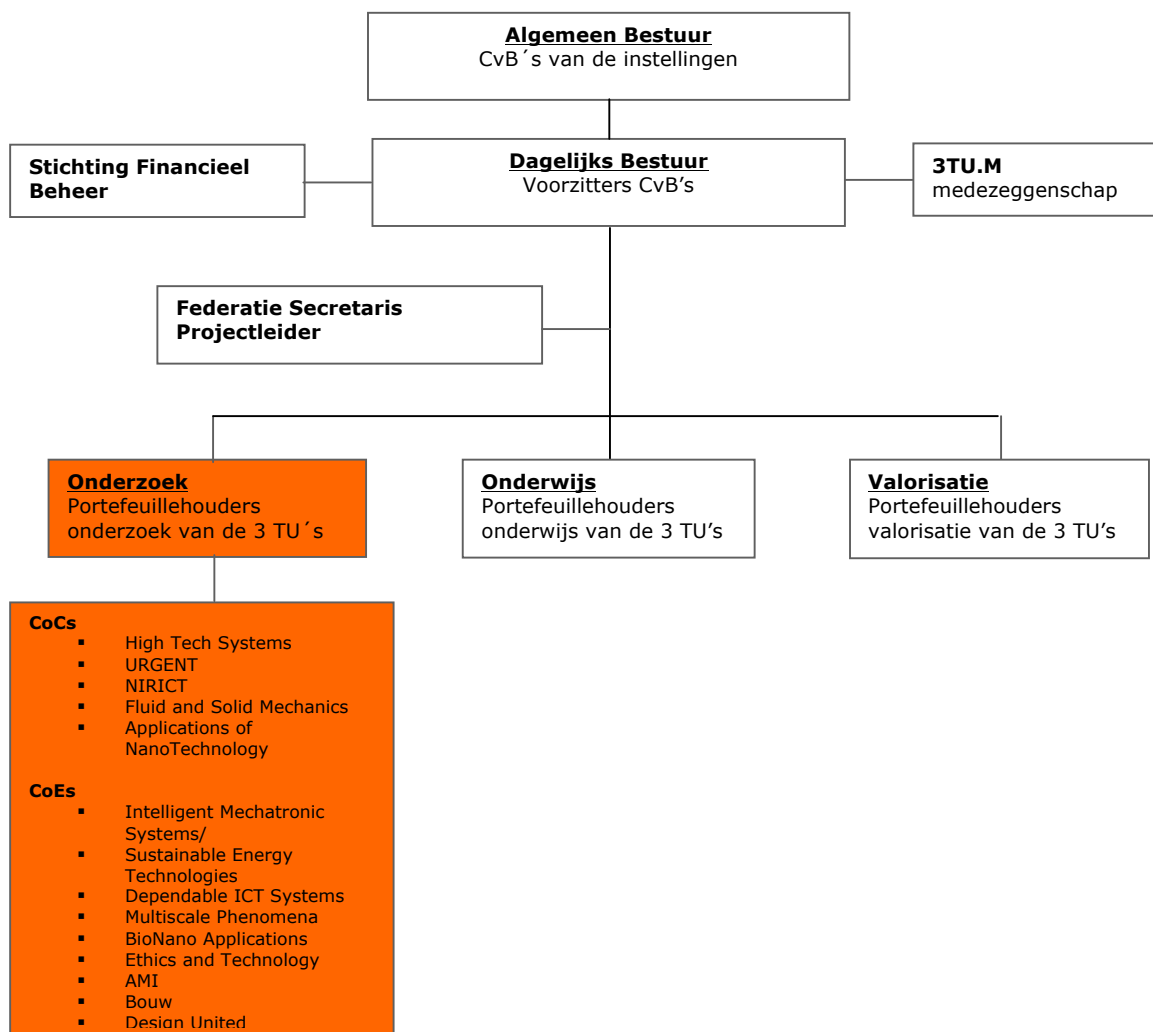 Algemeen Bestuur
CvB´s van de instellingen
Stichting Financieel
Beheer
Dagelijks Bestuur
Voorzitters CvB's
3TU.M
medezeggenschap
Federatie Secretaris
Projectleider
Onderzoek
Portefeuillehouders
onderzoek van de 3 TU´s
Onderwijs
Portefeuillehouders
onderwijs van de 3 TU’s
Valorisatie
Portefeuillehouders
valorisatie van de 3 TU’s
CoCs
▪ High Tech Systems
▪ URGENT
▪ NIRICT
▪ Fluid and Solid Mechanics
▪ Applications of
NanoTechnology
CoEs
▪ Intelligent Mechatronic
Systems/
▪ Sustainable Energy
Technologies
▪ Dependable ICT Systems
▪ Multiscale Phenomena
▪ BioNano Applications
▪ Ethics and Technology
▪ AMI
▪ Bouw
▪ Design United